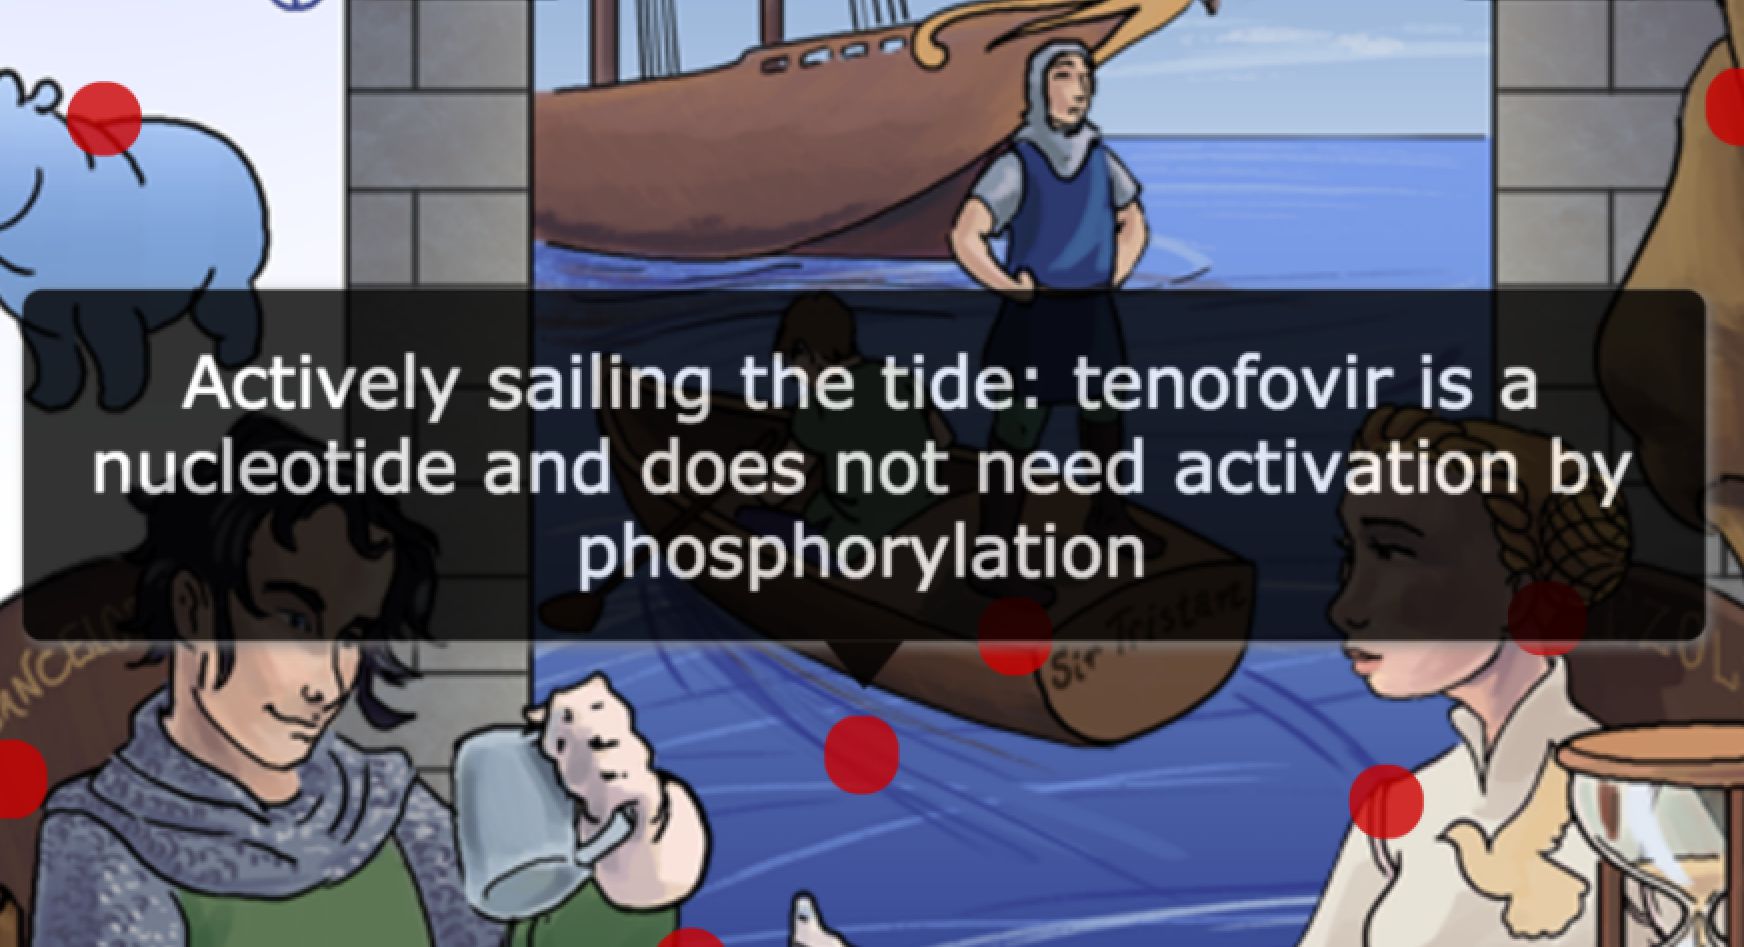 Actively sailing the tide: tenofovir is a
nucleotide and does not need activation by
phosphorylation
Sir Tristan